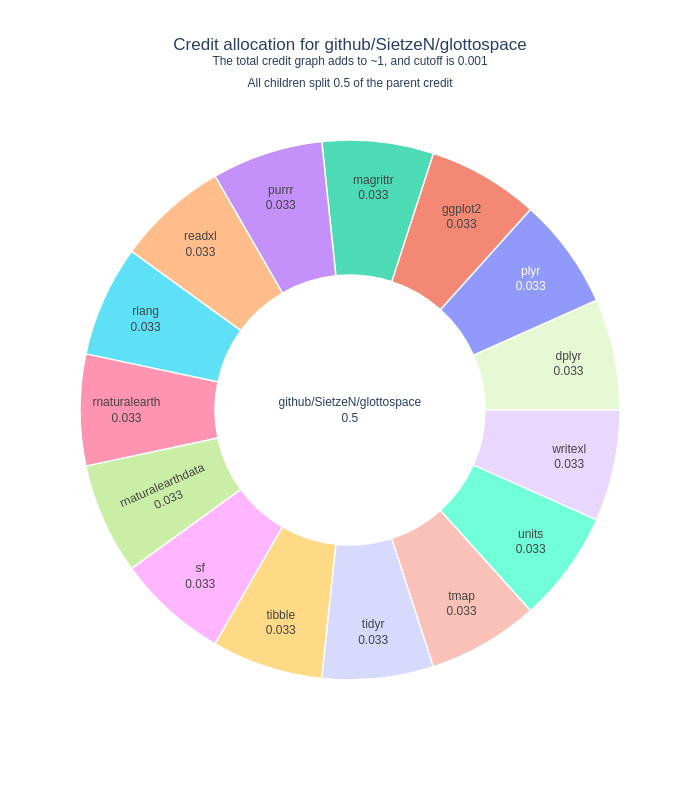 Credit allocation for github/SietzeN/glottospace
The total credit graph adds to ~1, and cutoff is 0.001
All children split 0.5 of the parent credit
magrittr
0.033
ggplot2
0.033
plyr
0.033
dplyr
0.033
writexl
0.033
units
0.033
tmap
0.033
tidyr
0.033
tibble
0.033
sf
0.033
rnaturalearthdata
0.033
rnaturalearth
0.033
rlang
0.033
readxl
0.033
purrr
0.033
github/SietzeN/glottospace
0.5